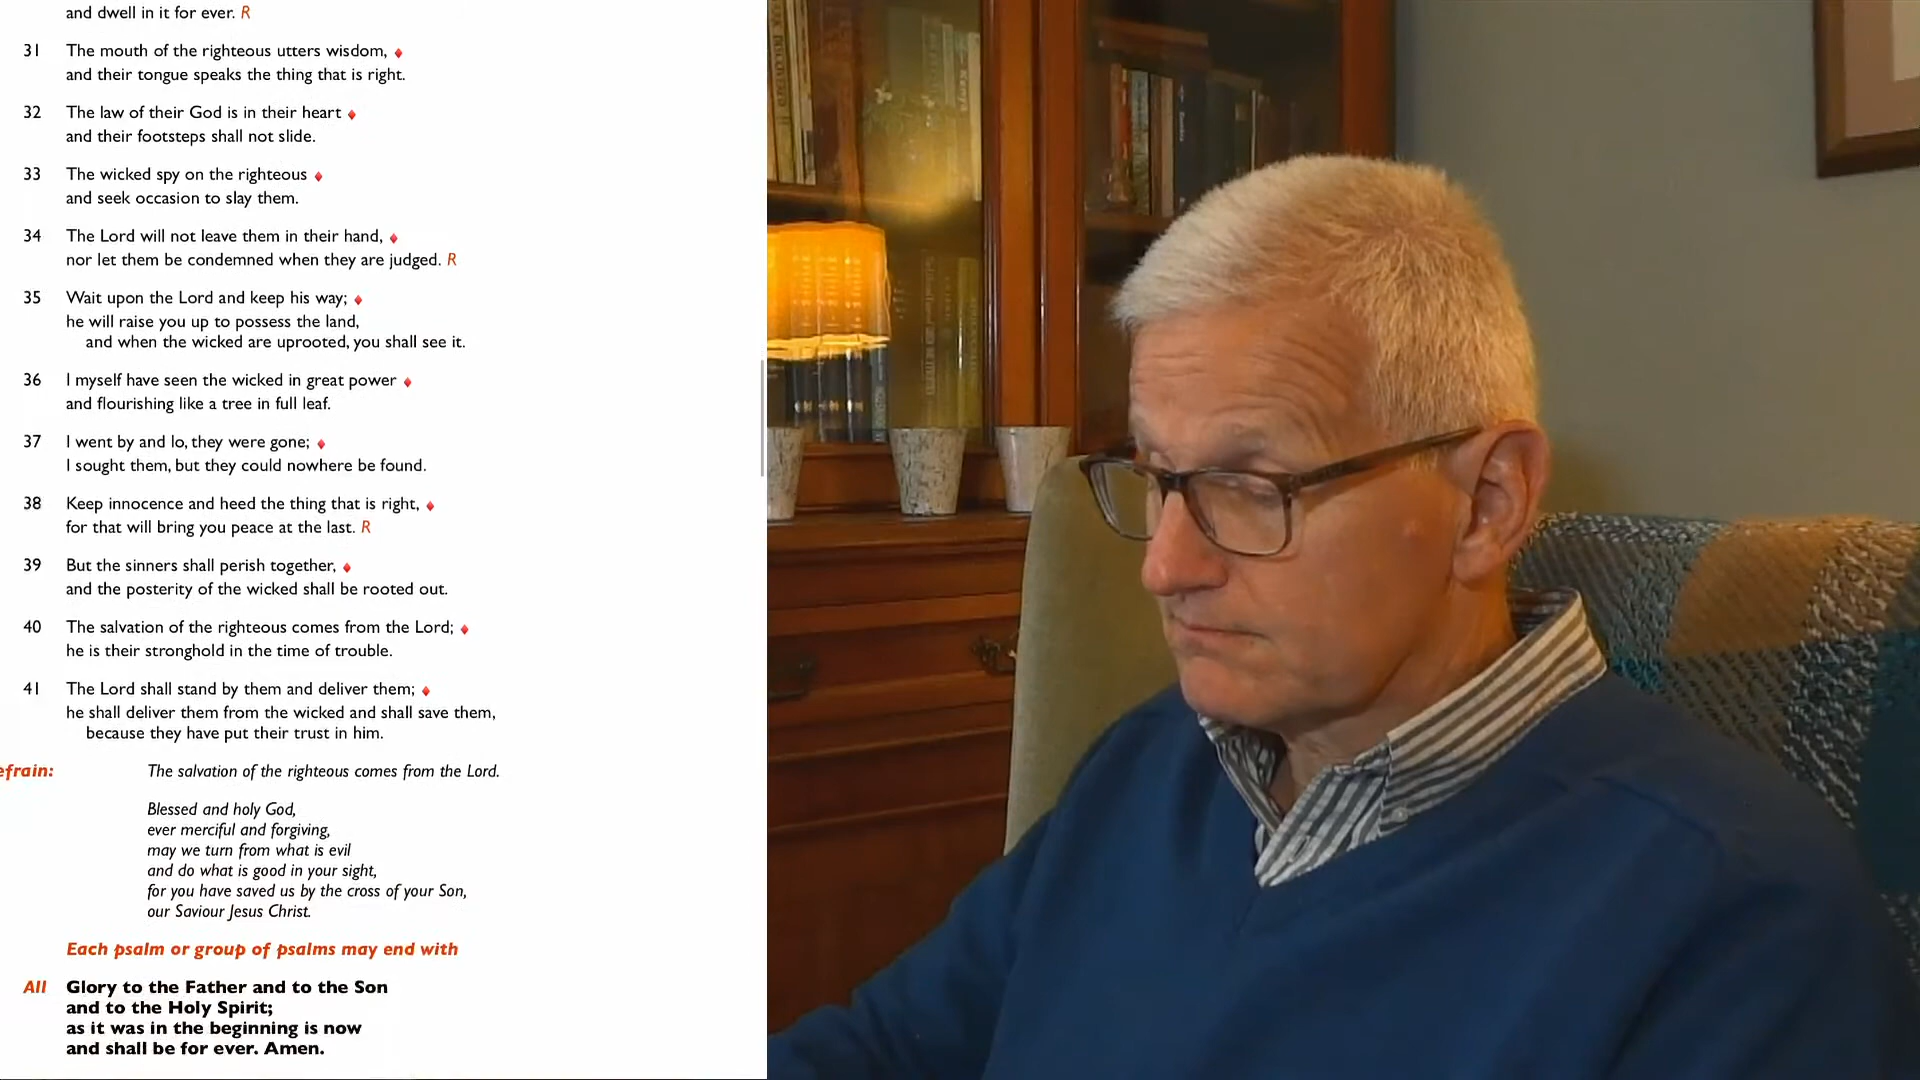 and dwell in it for ever. R
31 The mouth of the righteous utters wisdom, ♦
and their tongue speaks the thing that is right.
32 The law of their God is in their heart ♦
and their footsteps shall not slide.
33 The wicked spy on the righteous ♦
and seek occasion to slay them.
34 The Lord will not leave them in their hand, ♦
nor let them be condemned when they are judged. R
35 Wait upon the Lord and keep his way; ♦
he will raise you up to possess the land,
and when the wicked are uprooted, you shall see it.
36 I myself have seen the wicked in great power ♦
and flourishing like a tree in full leaf.
37 I went by and lo, they were gone; ♦
I sought them, but they could nowhere be found.
38 Keep innocence and heed the thing that is right, ♦
for that will bring you peace at the last. R
39 But the sinners shall perish together, ♦
and the posterity of the wicked shall be rooted out.
40 The salvation of the righteous comes from the Lord; ♦
he is their stronghold in the time of trouble.
41 The Lord shall stand by them and deliver them; ♦
he shall deliver them from the wicked and shall save them,
because they have put their trust in him.
efrain: The salvation of the righteous comes from the Lord.
Blessed and holy God,
ever merciful and forgiving,
may we turn from what is evil
and do what is good in your sight,
for you have saved us by the cross of your Son,
our Saviour Jesus Christ.
Each psalm or group of psalms may end with
All Glory to the Father and to the Son
and to the Holy Spirit;
as it was in the beginning is now
and shall be for ever. Amen.